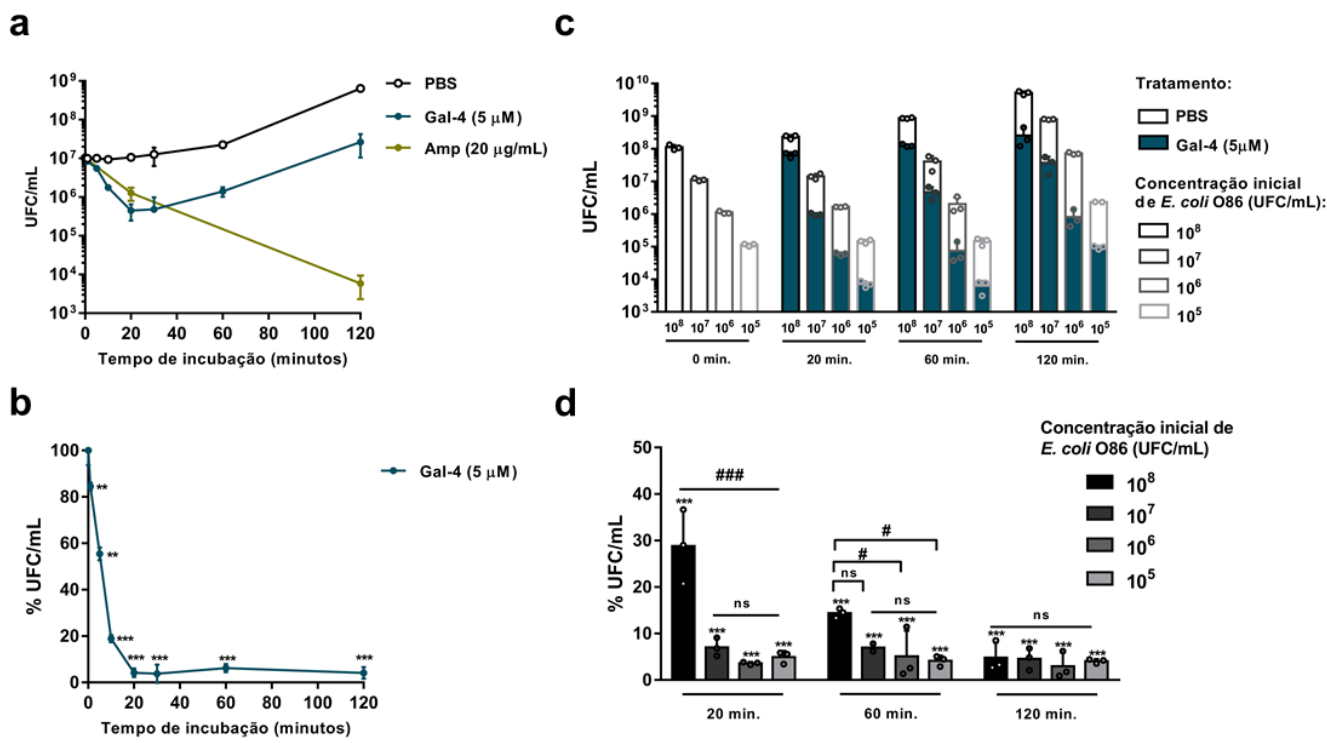 a
UFC/mL
10⁹
10⁸
10⁷
10⁶
10⁵
10⁴
10³
0 20 40 60 80 100 120
Tempo de incubação (minutos)
PBS
Gal-4 (5 μM)
Amp (20 μg/mL)
c
UFC/mL
10¹⁰
10⁹
10⁸
10⁷
10⁶
10⁵
10⁴
10³
10⁸ 10⁷ 10⁶ 10⁵ 10⁸ 10⁷ 10⁶ 10⁵ 10⁸ 10⁷ 10⁶ 10⁵ 10⁸ 10⁷ 10⁶ 10⁵
0 min. 20 min. 60 min. 120 min.
Tratamento:
PBS
Gal-4 (5μM)
Concentração inicial
de E. coli O86 (UFC/mL):
10⁸
10⁷
10⁶
10⁵
b
% UFC/mL
100
80
60
40
20
0
** ** *** *** *** *** ***
0 20 40 60 80 100 120
Tempo de incubação (minutos)
Gal-4 (5 μM)
d
% UFC/mL
50
40
30
20
10
0
###
# 
#
ns
ns ns ns
*** *** *** *** *** *** *** *** *** *** *** ***
20 min. 60 min. 120 min.
Concentração inicial de
E. coli O86 (UFC/mL)
10⁸
10⁷
10⁶
10⁵